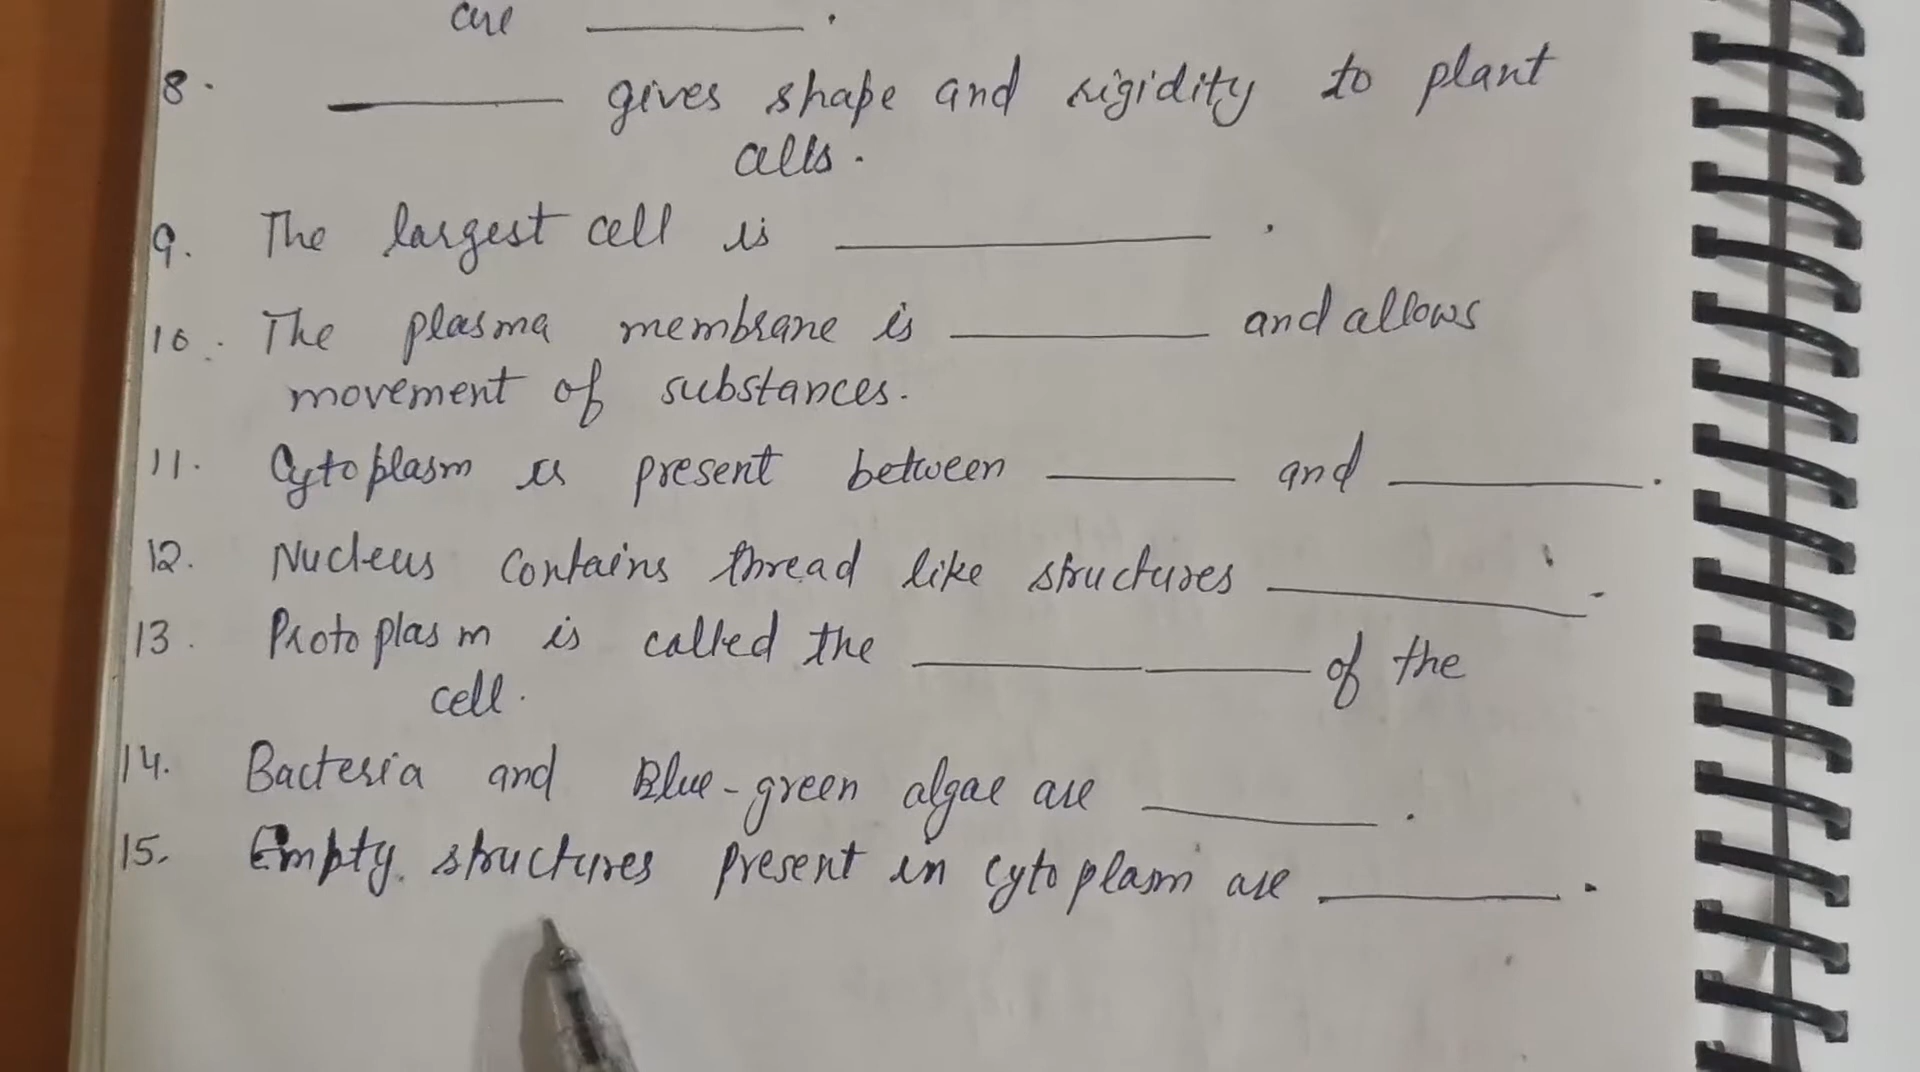 are ______ .
8. ______ gives shape and rigidity to plant
cells.
9. The largest cell is ______ .
10. The plasma membrane is ______ and allows
movement of substances.
11. Cytoplasm is present between ______ and ______ .
12. Nucleus contains thread like structures ______ .
13. Protoplasm is called the ______ ______ of the
cell.
14. Bacteria and Blue-green algae are ______ .
15. Empty structures present in cytoplasm are ______ .